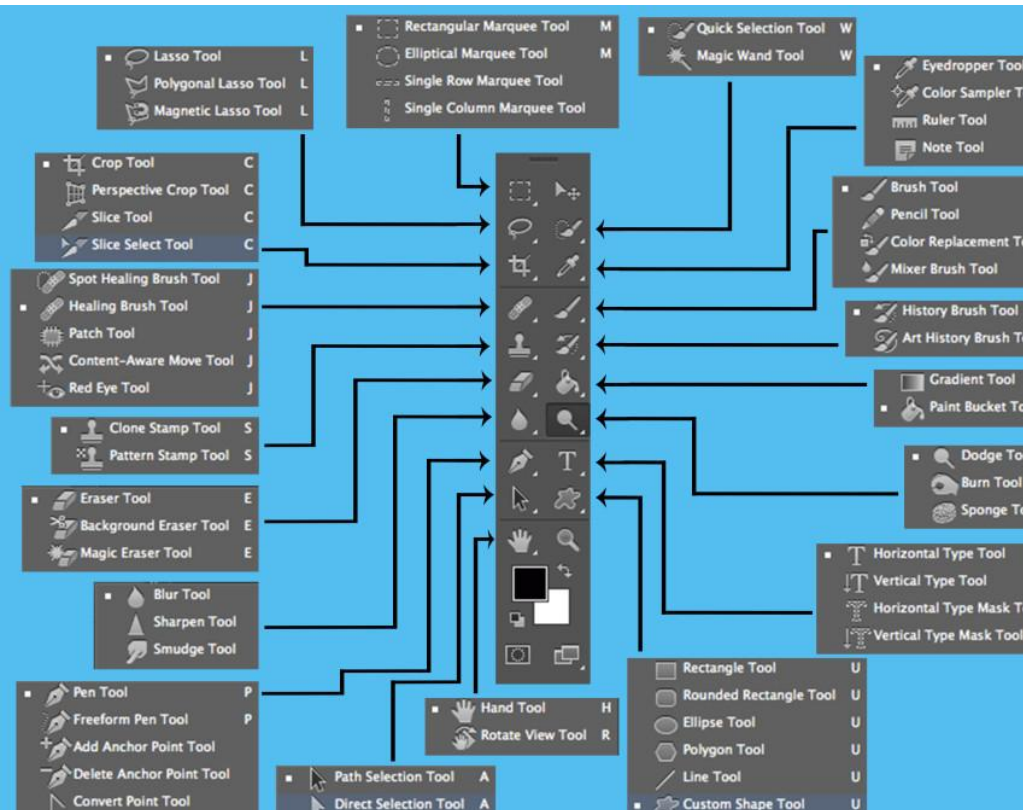 Lasso Tool L
Polygonal Lasso Tool L
Magnetic Lasso Tool L
Rectangular Marquee Tool M
Elliptical Marquee Tool M
Single Row Marquee Tool
Single Column Marquee Tool
Quick Selection Tool W
Magic Wand Tool W
Eyedropper Tool
Color Sampler T
Ruler Tool
Note Tool
Crop Tool C
Perspective Crop Tool C
Slice Tool C
Slice Select Tool C
Brush Tool
Pencil Tool
Color Replacement To
Mixer Brush Tool
Spot Healing Brush Tool J
Healing Brush Tool J
Patch Tool J
Content-Aware Move Tool J
Red Eye Tool J
History Brush Tool
Art History Brush T
Gradient Tool
Paint Bucket To
Clone Stamp Tool S
Pattern Stamp Tool S
Dodge Too
Burn Tool
Sponge To
Eraser Tool E
Background Eraser Tool E
Magic Eraser Tool E
T
Horizontal Type Tool
Vertical Type Tool
Horizontal Type Mask T
Vertical Type Mask Tool
Blur Tool
Sharpen Tool
Smudge Tool
Pen Tool P
Freeform Pen Tool P
Add Anchor Point Tool
Delete Anchor Point Tool
Convert Point Tool
Hand Tool H
Rotate View Tool R
Path Selection Tool A
Direct Selection Tool A
Rectangle Tool U
Rounded Rectangle Tool U
Ellipse Tool U
Polygon Tool U
Line Tool U
Custom Shape Tool U